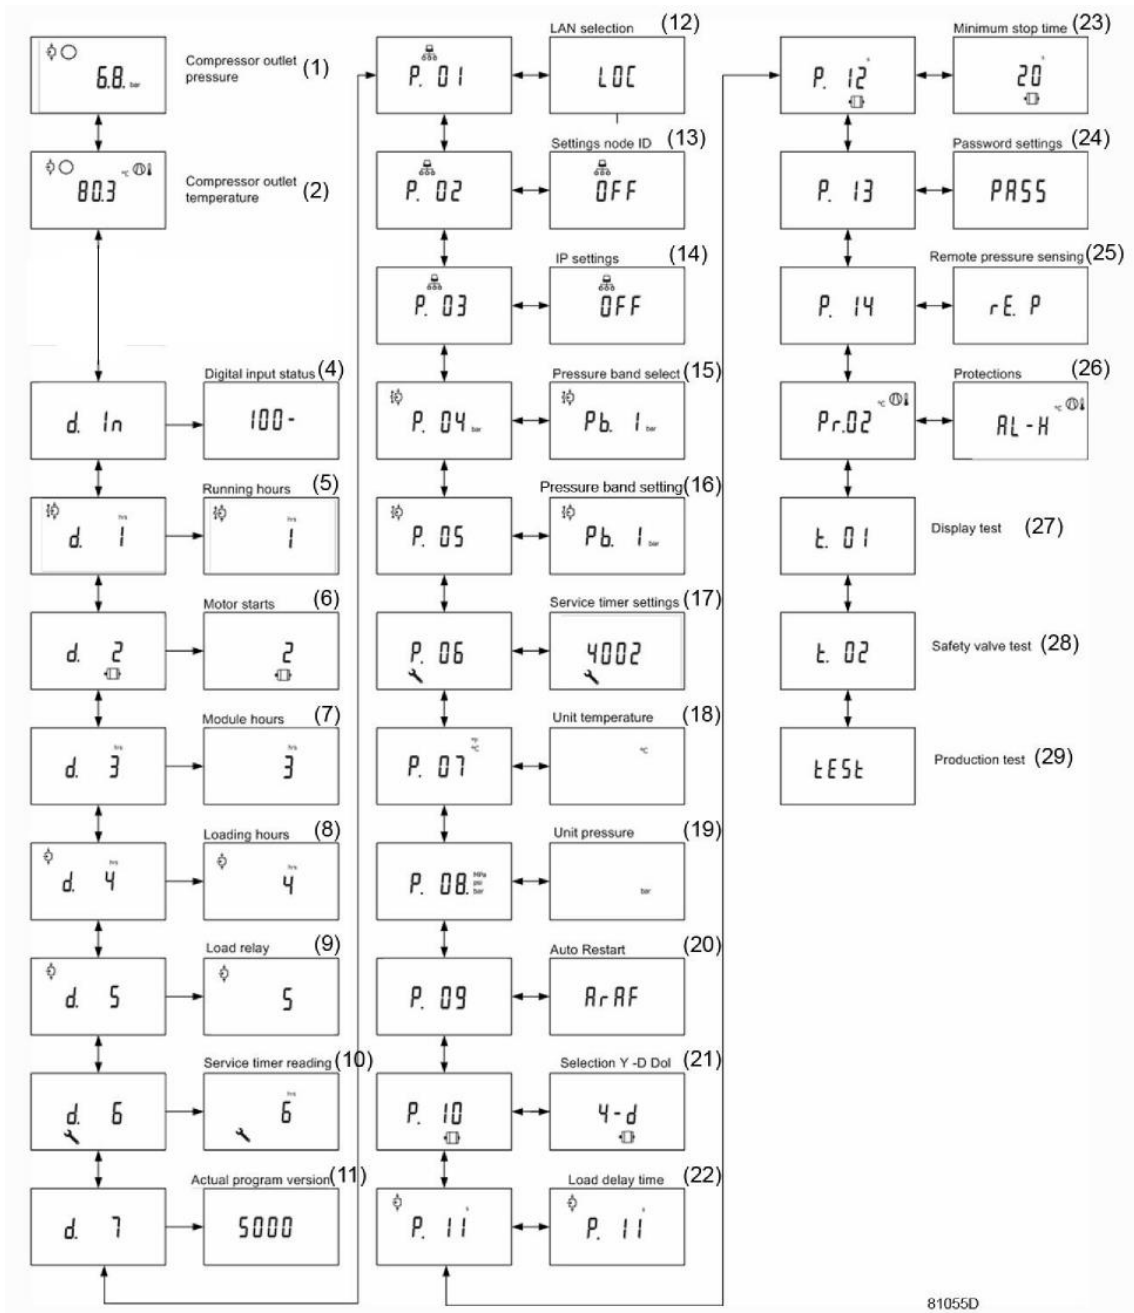 Compressor outlet
pressure
(1)
6.8. bar
Compressor outlet
temperature
(2)
80.3 °C
Digital input status (4)
d. In
100-
Running hours (5)
d. 1 hrs
1 hrs
Motor starts (6)
d. 2
2
Module hours (7)
d. 3 hrs
3 hrs
Loading hours (8)
d. 4 hrs
4 hrs
Load relay (9)
d. 5
5
Service timer reading (10)
d. 6
6 hrs
Actual program version (11)
d. 7
5000
LAN selection (12)
P. 01
LOC
Settings node ID (13)
P. 02
OFF
IP settings (14)
P. 03
OFF
Pressure band select (15)
P. 04 bar
Pb. 1 bar
Pressure band setting (16)
P. 05
Pb. 1 bar
Service timer settings (17)
P. 06
4002
Unit temperature (18)
P. 07 °F °C
°C
Unit pressure (19)
P. 08. MPa psi bar
bar
Auto Restart (20)
P. 09
ArAF
Selection Y -D Dol (21)
P. 10
Y-d
Load delay time (22)
P. 11 s
P. 11 s
Minimum stop time (23)
P. 12 s
20 s
Password settings (24)
P. 13
PASS
Remote pressure sensing (25)
P. 14
rE. P
Protections (26)
Pr.02 °C
AL-H °C
t. 01
Display test (27)
t. 02
Safety valve test (28)
tESt
Production test (29)
81055D